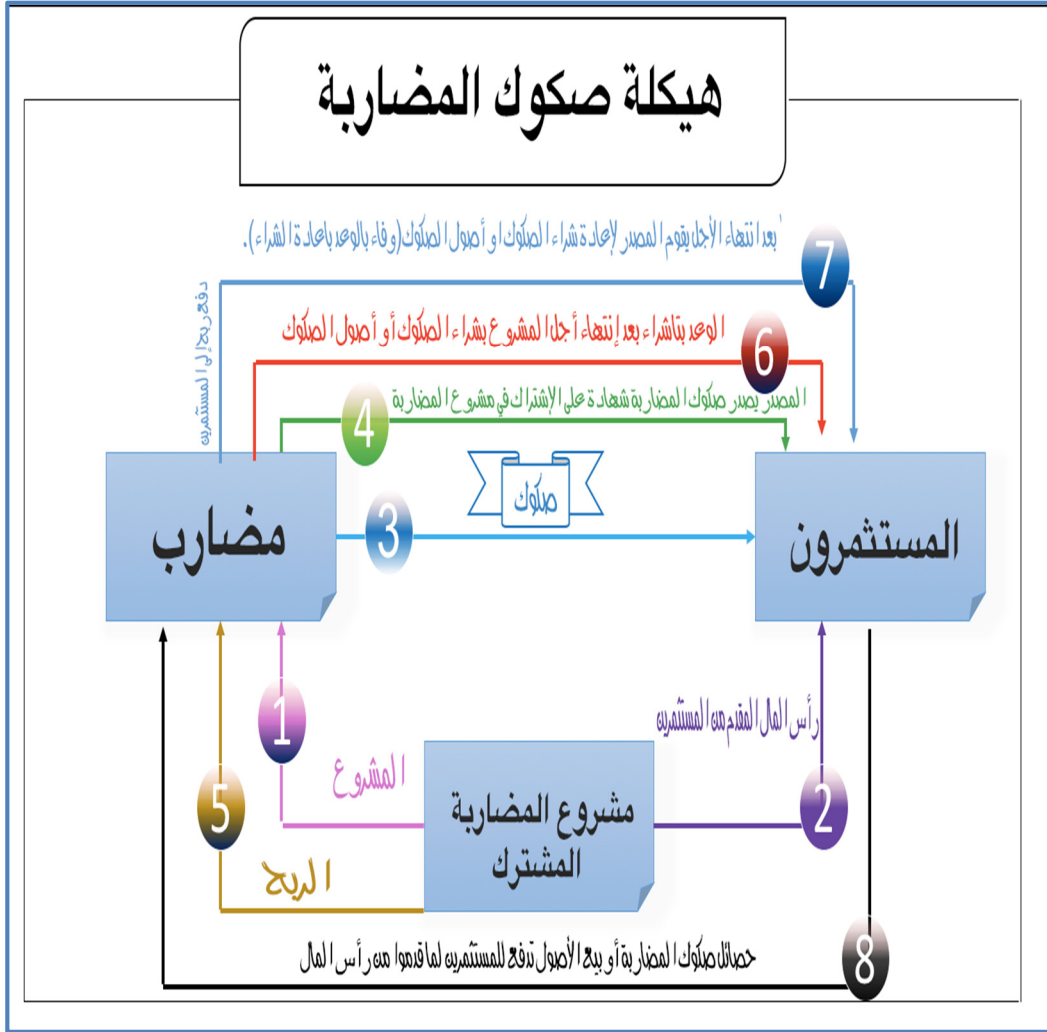 هيكلة صكوك المضاربة
بعد انتهاء الأجل يقوم المصدر لإعادة شراء الصكوك او أصول الصكوك (وفاء بالوعد باعادة الشراء).
7
دفع ربح إلى المستثمرين
الوعد بتاشراء بعد إنتهاء أجل المشروع بشراء الصكوك أو أصول الصكوك
6
المصدر يصدر صكوك المضاربة شهادة على الإشتراك في مشروع المضاربة
4
صكوك
3
المستثمرون
مضارب
رأس المال المقدم من المستثمرين
1
2
المشروع
5
مشروع المضاربة
المشترك
الربح
8
حصائل صكوك المضاربة أو بيع الأصول تدفع للمستثمرين لما قدموا من رأس المال